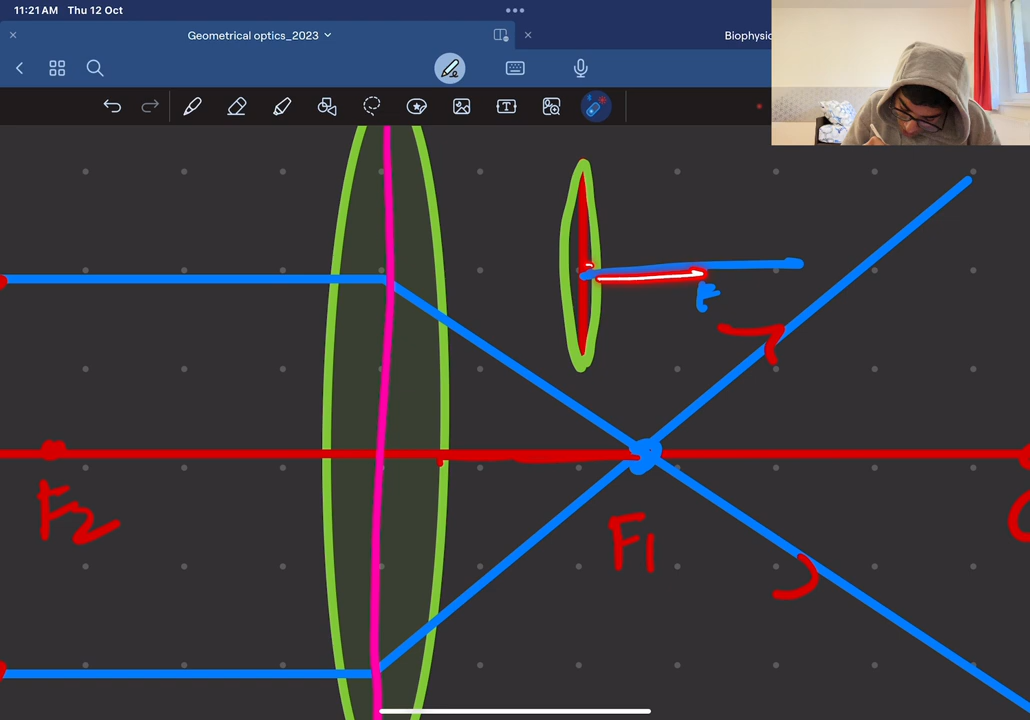 11:21 AM Thu 12 Oct
Geometrical optics_2023
Biophysic
F
F2
F1